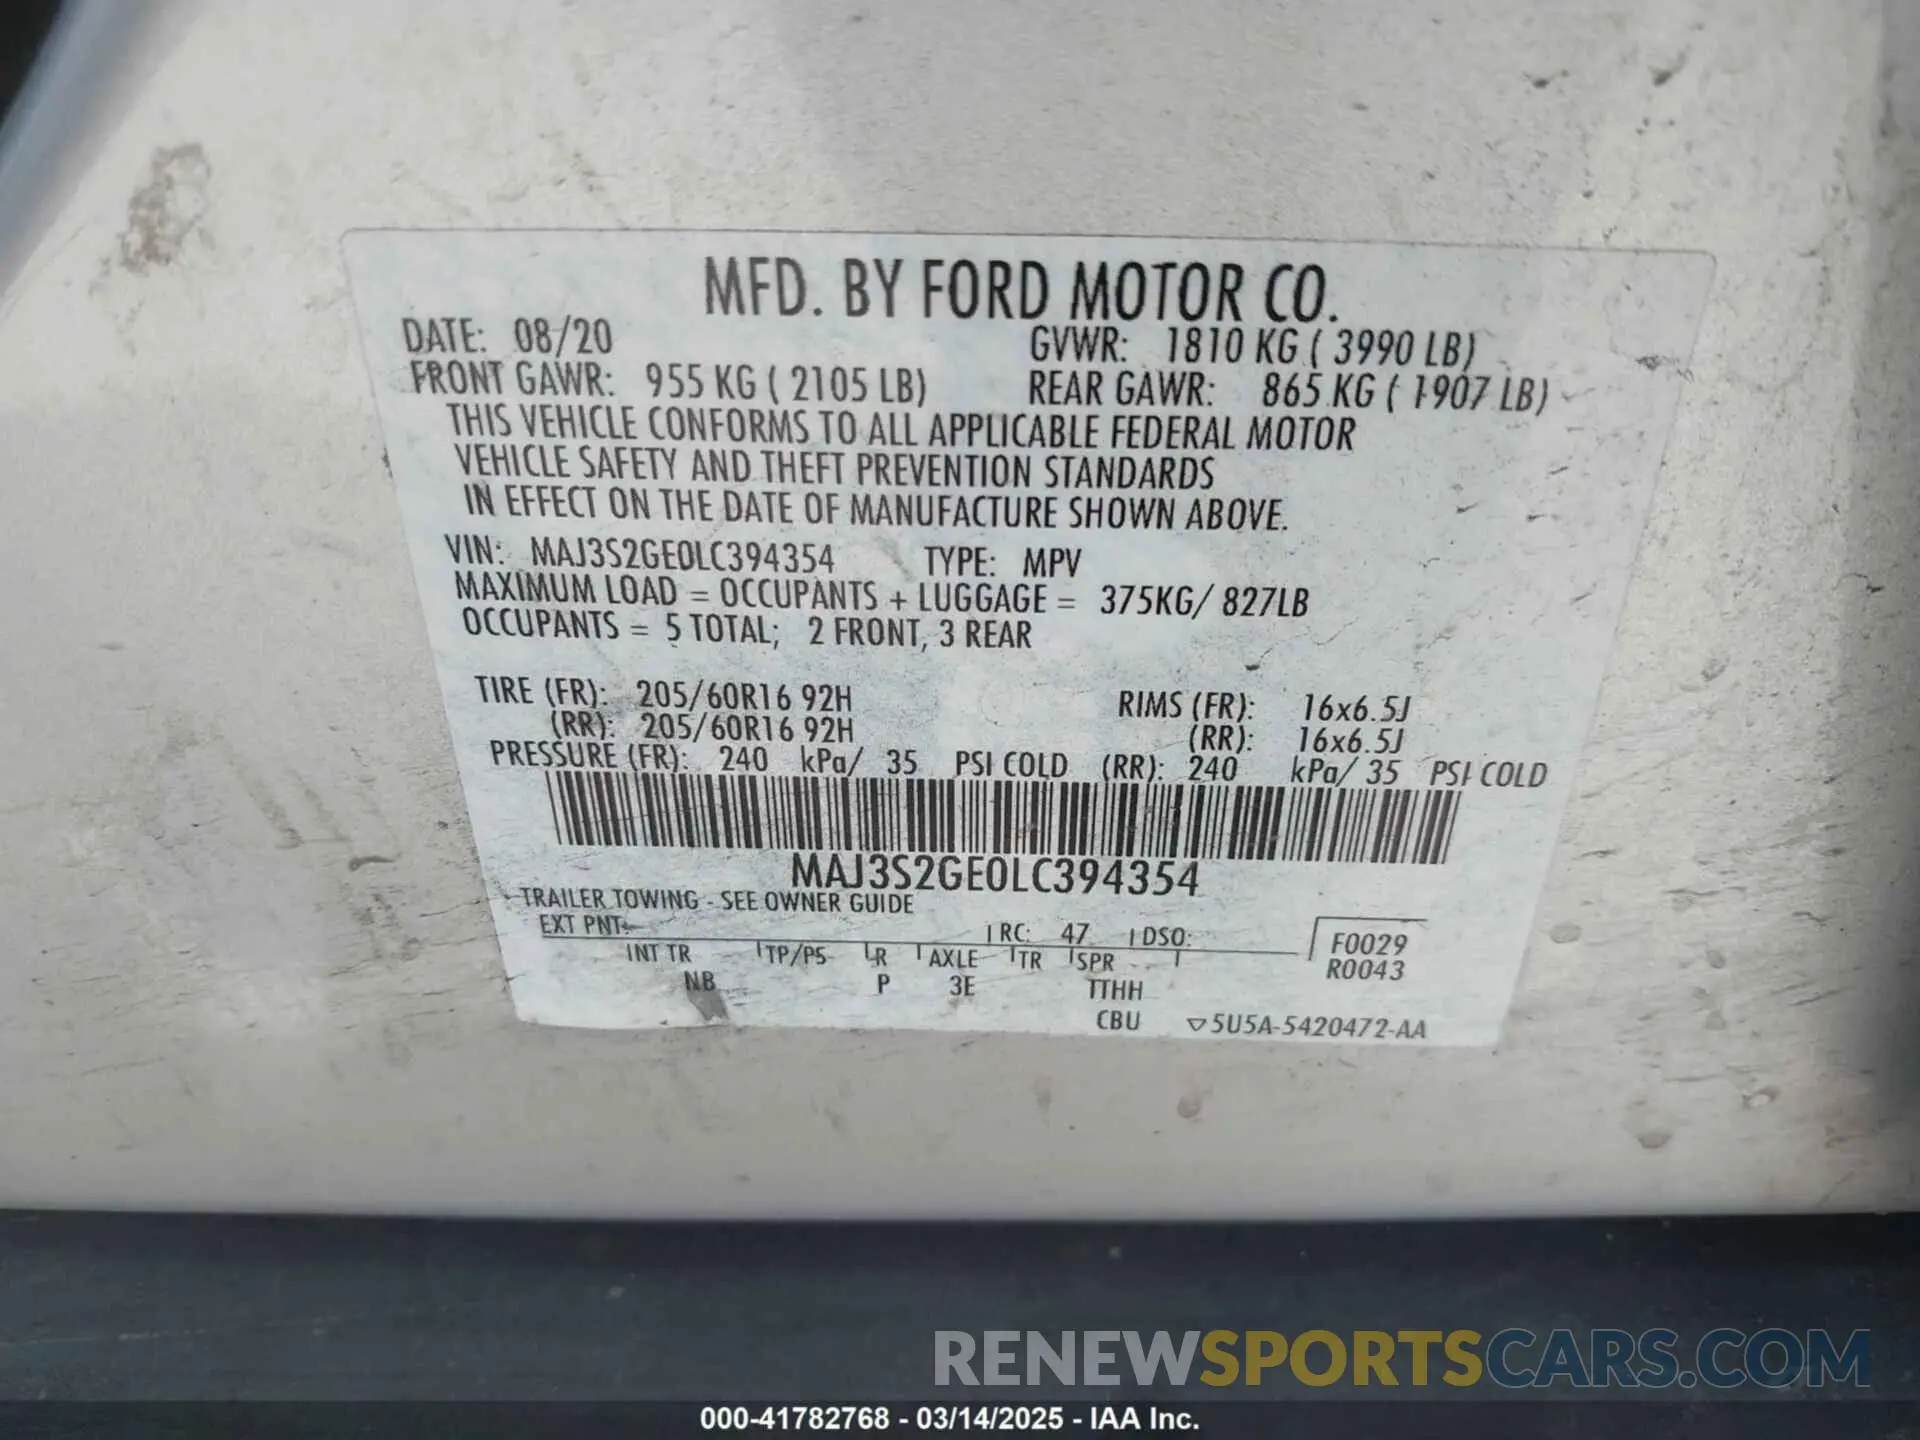 MFD. BY FORD MOTOR CO.
DATE: 08/20 GVWR: 1810 KG ( 3990 LB)
FRONT GAWR: 955 KG ( 2105 LB) REAR GAWR: 865 KG ( 1907 LB)
THIS VEHICLE CONFORMS TO ALL APPLICABLE FEDERAL MOTOR
VEHICLE SAFETY AND THEFT PREVENTION STANDARDS
IN EFFECT ON THE DATE OF MANUFACTURE SHOWN ABOVE.
VIN: MAJ3S2GE0LC394354 TYPE: MPV
MAXIMUM LOAD = OCCUPANTS + LUGGAGE = 375KG/ 827LB
OCCUPANTS = 5 TOTAL; 2 FRONT, 3 REAR
TIRE (FR): 205/60R16 92H RIMS (FR): 16x6.5J
(RR): 205/60R16 92H (RR): 16x6.5J
PRESSURE (FR): 240 kPa/ 35 PSI COLD (RR): 240 kPa/ 35 PSI COLD
MAJ3S2GE0LC394354
TRAILER TOWING - SEE OWNER GUIDE
EXT PNT: RC: 47 DSO: F0029
INT TR TP/PS R AXLE TR SPR R0043
NB P 3E TTHH
CBU ▽5U5A-5420472-AA
RENEWSPORTSCARS.COM
000-41782768 - 03/14/2025 - IAA Inc.